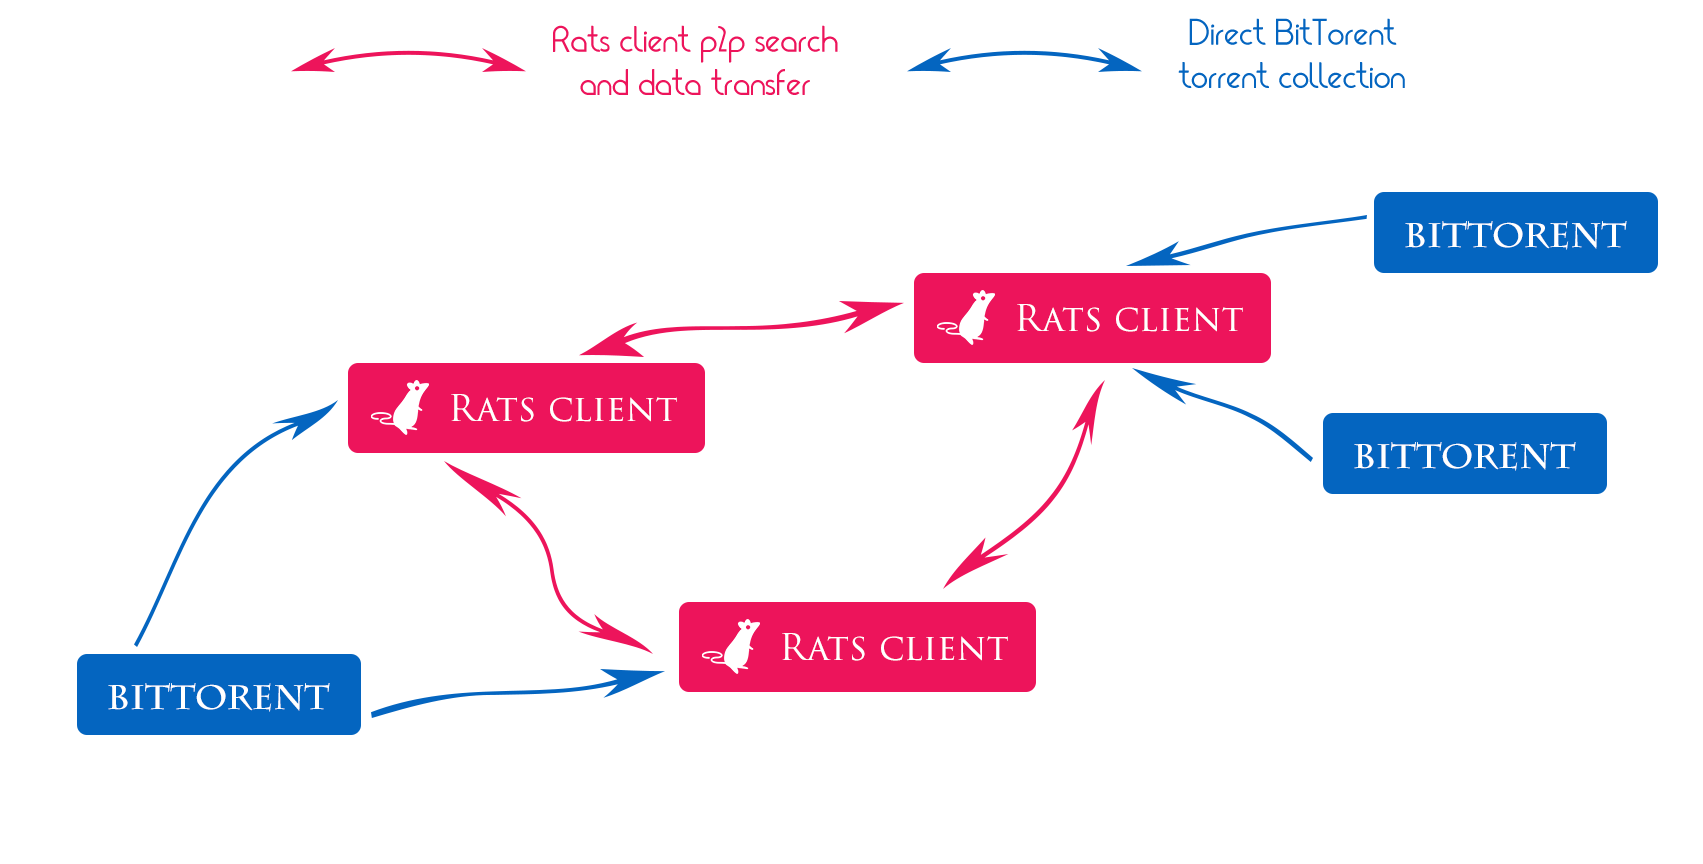 Rats client p2p search
and data transfer
Direct BitTorent
torrent collection
BITTORENT
RATS CLIENT
RATS CLIENT
BITTORENT
RATS CLIENT
BITTORENT